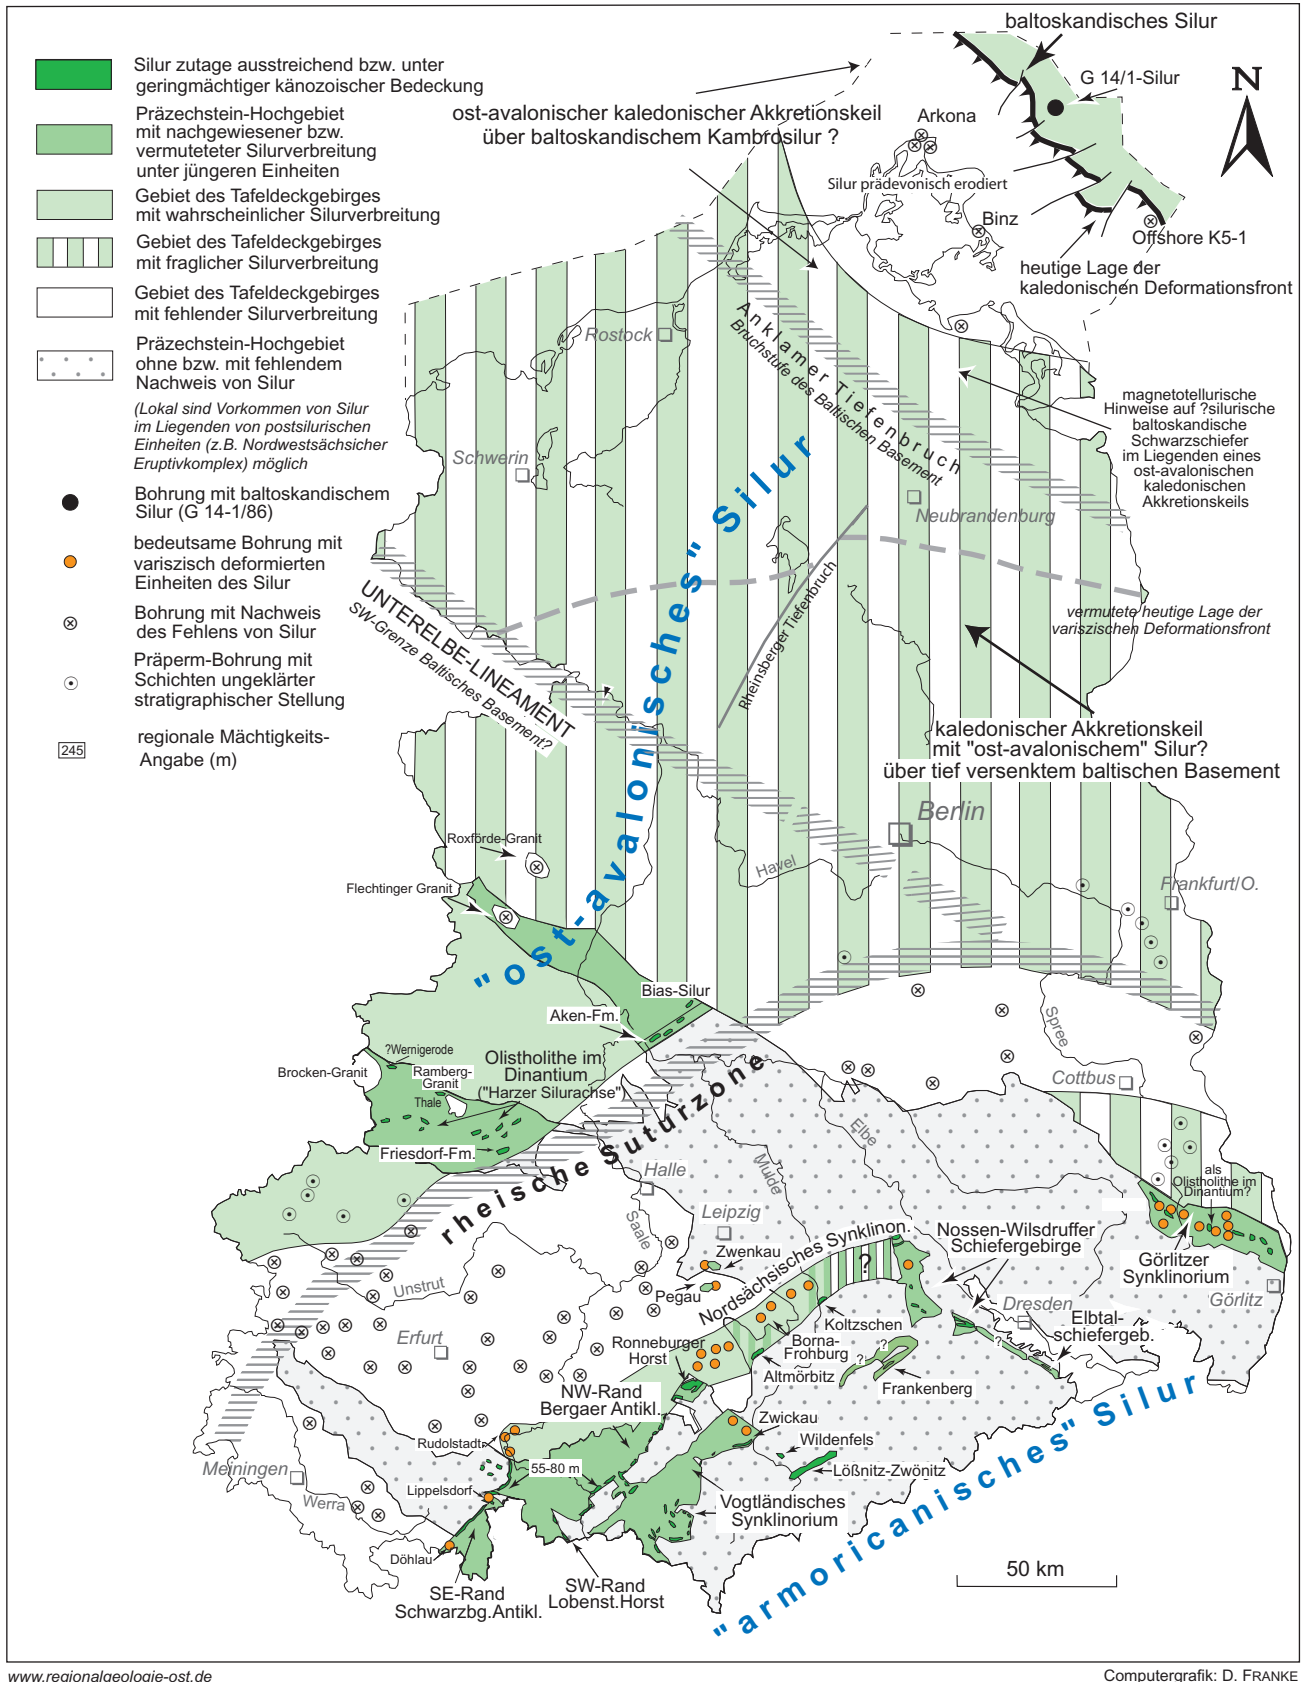 Silur zutage ausstreichend bzw. unter
geringmächtiger känozoischer Bedeckung
Präzechstein-Hochgebiet
mit nachgewiesener bzw.
vermuteteter Silurverbreitung
unter jüngeren Einheiten
Gebiet des Tafeldeckgebirges
mit wahrscheinlicher Silurverbreitung
Gebiet des Tafeldeckgebirges
mit fraglicher Silurverbreitung
Gebiet des Tafeldeckgebirges
mit fehlender Silurverbreitung
Präzechstein-Hochgebiet
ohne bzw. mit fehlendem
Nachweis von Silur
(Lokal sind Vorkommen von Silur
im Liegenden von postsilurischen
Einheiten (z.B. Nordwestsächsicher
Eruptivkomplex) möglich
Bohrung mit baltoskandischem
Silur (G 14-1/86)
bedeutsame Bohrung mit
variszisch deformierten
Einheiten des Silur
Bohrung mit Nachweis
des Fehlens von Silur
Präperm-Bohrung mit
Schichten ungeklärter
stratigraphischer Stellung
245
regionale Mächtigkeits-
Angabe (m)
baltoskandisches Silur
G 14/1-Silur
N
ost-avalonischer kaledonischer Akkretionskeil
über baltoskandischem Kambrosilur ?
Arkona
Silur prädevonisch erodiert
Binz
Offshore K5-1
heutige Lage der
kaledonischen Deformationsfront
Rostock
Anklamer Tiefenbruch
Bruchstufe des Baltischen Basement
magnetotellurische
Hinweise auf ?silurische
baltoskandische
Schwarzschiefer
im Liegenden eines
ost-avalonischen
kaledonischen
Akkretionskeils
Schwerin
Neubrandenburg
"ost-avalonisches" Silur
UNTERELBE-LINEAMENT
SW-Grenze Baltisches Basement?
Rheinsberger Tiefenbruch
vermutete heutige Lage der
variszischen Deformationsfront
kaledonischer Akkretionskeil
mit "ost-avalonischem" Silur?
über tief versenktem baltischen Basement
Berlin
Roxförde-Granit
Havel
Flechtinger Granit
Frankfurt/O.
Bias-Silur
Aken-Fm.
Spree
?Wernigerode
Brocken-Granit
Ramberg-
Granit
Thale
Olistholithe im
Dinantium
("Harzer Silurachse")
Cottbus
Friesdorf-Fm.
rheische Suturzone
Elbe
Mulde
Halle
Saale
Leipzig
als
Olistholithe im
Dinantium?
Zwenkau
Nordsächsisches Synklinon.
?
Nossen-Wilsdruffer
Schiefergebirge
Görlitzer
Synklinorium
Görlitz
Unstrut
Pegau
Dresden
Elbtal-
schiefergeb.
Koltzschen
Borna-
Frohburg
Erfurt
Ronneburger
Horst
Altmörbitz
?
?
?
Frankenberg
NW-Rand
Bergaer Antikl.
Zwickau
Wildenfels
Rudolstadt
55-80 m
Lößnitz-Zwönitz
Meiningen
Werra
Lippelsdorf
Vogtländisches
Synklinorium
"armoricanisches" Silur
Döhlau
SE-Rand
Schwarzbg.Antikl.
SW-Rand
Lobenst.Horst
50 km
www.regionalgeologie-ost.de
Computergrafik: D. FRANKE